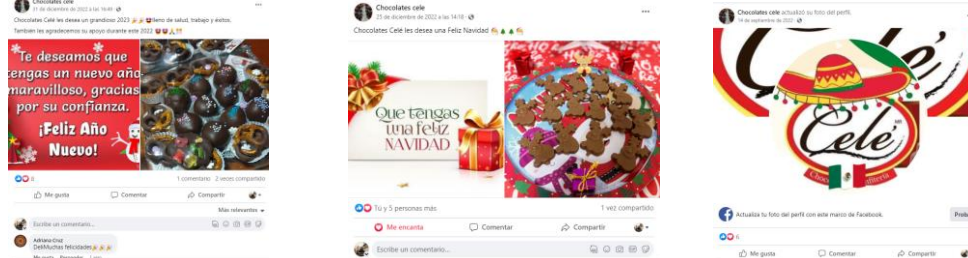 Chocolates cele
31 de diciembre de 2022 a las 16:49
Chocolates Celé les desea un grandioso 2023 lleno de salud, trabajo y éxitos.
También les agradecemos su apoyo durante este 2022
Te deseamos que
tengas un nuevo año
maravilloso, gracias
por su confianza.
¡Feliz Año
Nuevo!
8
1 comentario 2 veces compartido
Me gusta Comentar Compartir
Más relevantes
Escribe un comentario...
Adriana Cruz
DeliMuchas felicidades
Chocolates cele
25 de diciembre de 2022 a las 14:18
Chocolates Celé les desea una Feliz Navidad
Que tengas
una feliz
NAVIDAD
Tú y 5 personas más
1 vez compartido
Me encanta Comentar Compartir
Escribe un comentario...
Chocolates cele actualizó su foto del perfil.
14 de septiembre de 2022
Celé
Actualiza tu foto del perfil con este marco de Facebook.
6
Me gusta Comentar Compartir